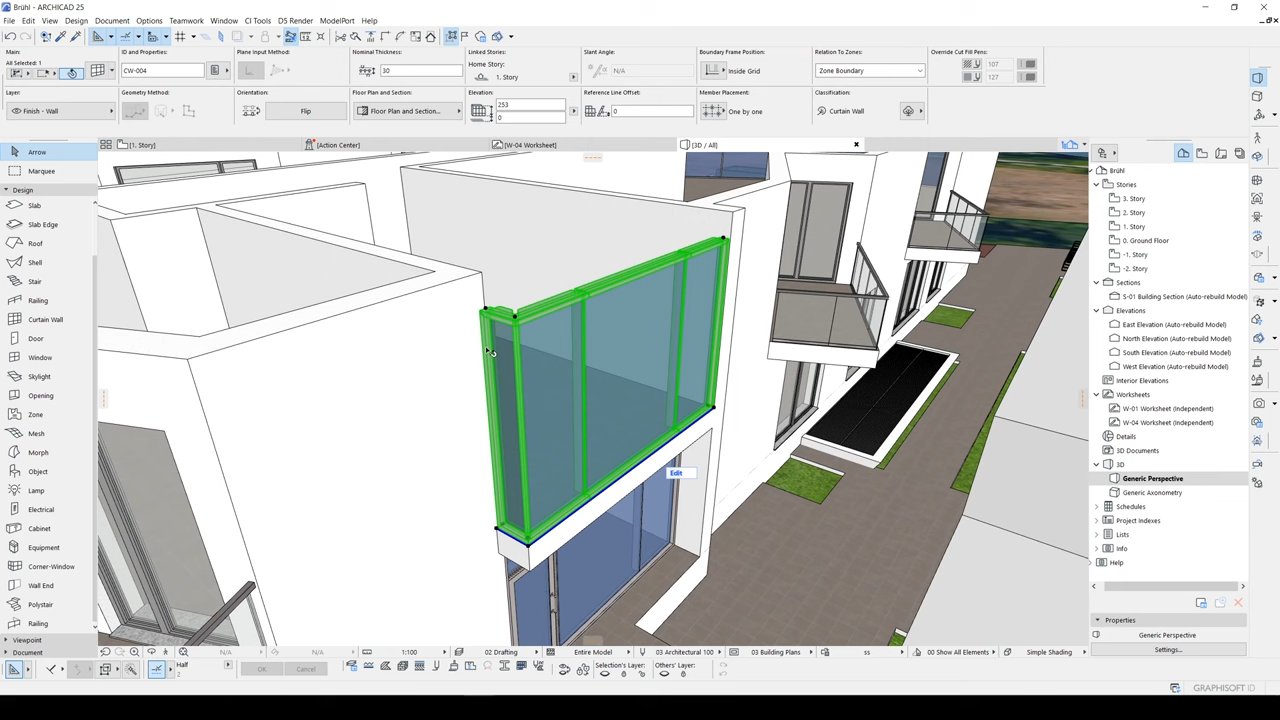 Brühl - ARCHICAD 25
File Edit View Design Document Options Teamwork Window CI Tools D5 Render ModelPort Help
Main:
All Selected: 1
ID and Properties:
CW-004
Plane Input Method:
Nominal Thickness:
30
Linked Stories:
Home Story:
1. Story
Slant Angle:
N/A
Boundary Frame Position:
Inside Grid
Relation To Zones:
Zone Boundary
Override Cut Fill Pens:
107
127
Layer:
Finish - Wall
Geometry Method:
Orientation:
Flip
Floor Plan and Section:
Floor Plan and Section...
Elevation:
253
0
Reference Line Offset:
0
Member Placement:
One by one
Classification:
Curtain Wall
[1. Story]
[Action Center]
[W-04 Worksheet]
[3D / All]
Arrow
Marquee
Design
Slab
Slab Edge
Roof
Shell
Stair
Railing
Curtain Wall
Door
Window
Skylight
Opening
Zone
Mesh
Morph
Object
Lamp
Electrical
Cabinet
Equipment
Corner-Window
Wall End
Polystair
Railing
Viewpoint
Document
Edit
Brühl
Stories
3. Story
2. Story
1. Story
0. Ground Floor
-1. Story
-2. Story
Sections
S-01 Building Section (Auto-rebuild Model)
Elevations
East Elevation (Auto-rebuild Model)
North Elevation (Auto-rebuild Model)
South Elevation (Auto-rebuild Model)
West Elevation (Auto-rebuild Model)
Interior Elevations
Worksheets
W-01 Worksheet (Independent)
W-04 Worksheet (Independent)
Details
3D Documents
3D
Generic Perspective
Generic Axonometry
Schedules
Project Indexes
Lists
Info
Help
Properties
Generic Perspective
Settings...
N/A
N/A
1:100
02 Drafting
Entire Model
03 Architectural 100
03 Building Plans
ss
00 Show All Elements
Simple Shading
Half
2
OK
Cancel
Selection's Layer:
Others' Layer:
GRAPHISOFT ID